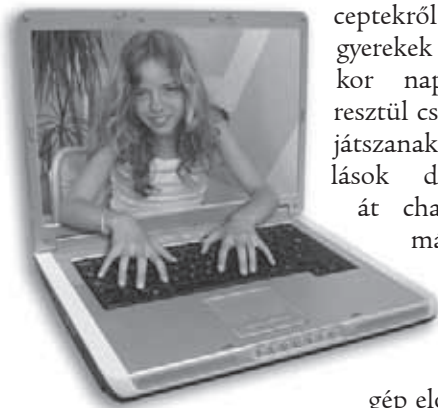 ceptekről
gyerekek
kor nap
resztül cs
játszanak
lások d
át cha
ma
gép elő